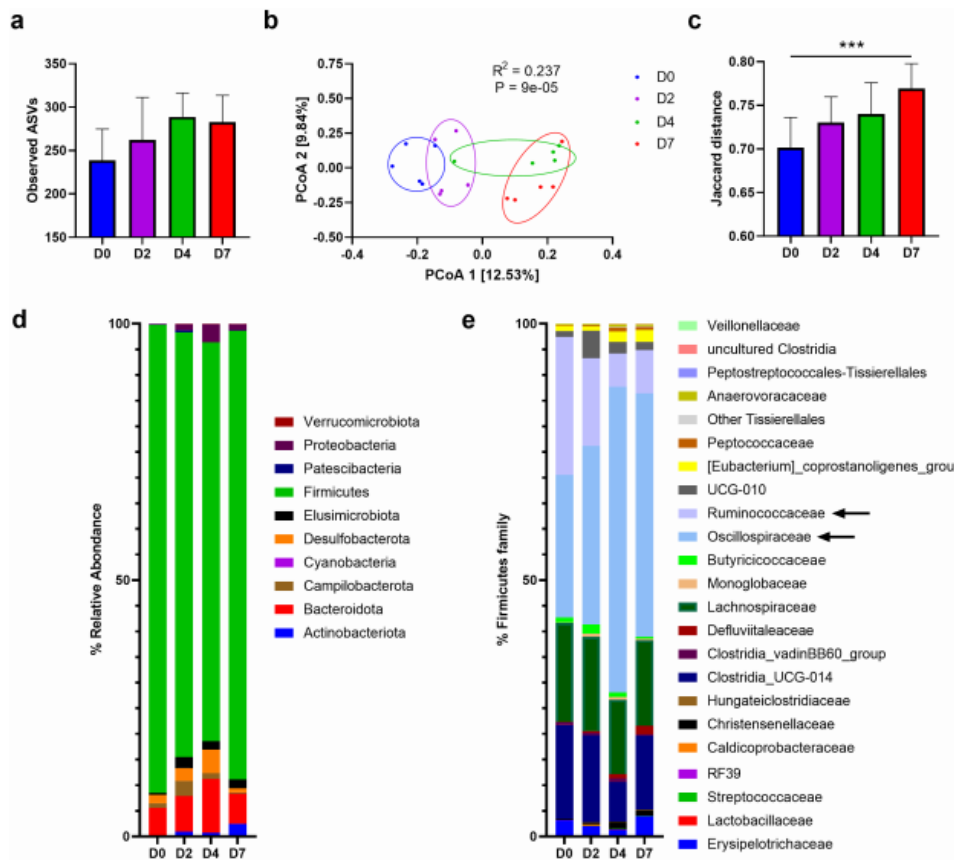 a
Observed ASVs
350
300
250
200
150
D0 D2 D4 D7
b
PCoA 2 [9.84%]
0.75
0.50
0.25
0.00
-0.25
-0.50
-0.4 -0.2 0.0 0.2 0.4
PCoA 1 [12.53%]
R² = 0.237
P = 9e-05
D0
D2
D4
D7
c
Jaccard distance
***
0.80
0.75
0.70
0.65
0.60
D0 D2 D4 D7
d
% Relative Abundance
100
50
0
D0 D2 D4 D7
Verrucomicrobiota
Proteobacteria
Patescibacteria
Firmicutes
Elusimicrobiota
Desulfobacterota
Cyanobacteria
Campilobacterota
Bacteroidota
Actinobacteriota
e
% Firmicutes family
100
50
0
D0 D2 D4 D7
Veillonellaceae
uncultured Clostridia
Peptostreptococcales-Tissierellales
Anaerovoracaceae
Other Tissierellales
Peptococcaceae
[Eubacterium]_coprostanoligenes_group
UCG-010
Ruminococcaceae
Oscillospiraceae
Butyricicoccaceae
Monoglobaceae
Lachnospiraceae
Defluviitaleaceae
Clostridia_vadinBB60_group
Clostridia_UCG-014
Hungateiclostridiaceae
Christensenellaceae
Caldicoprobacteraceae
RF39
Streptococcaceae
Lactobacillaceae
Erysipelotrichaceae